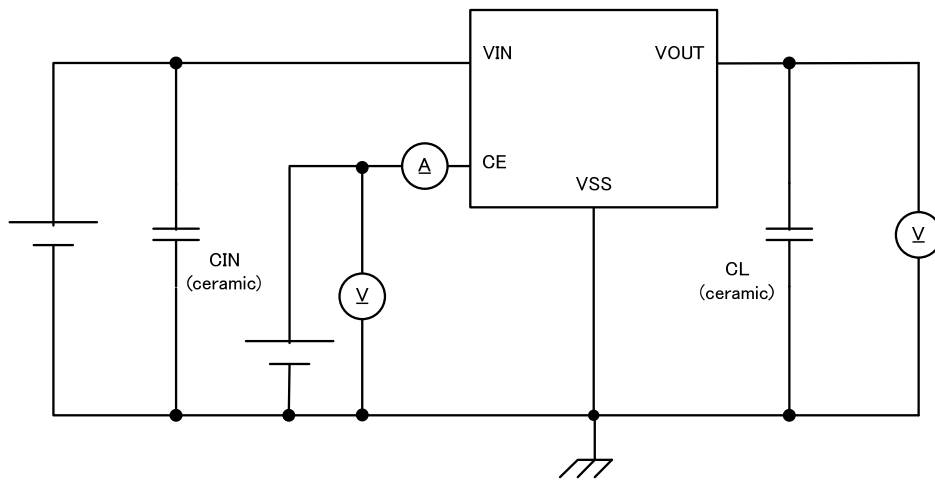 VIN
VOUT
A
CE
VSS
CIN
(ceramic)
V
CL
(ceramic)
V